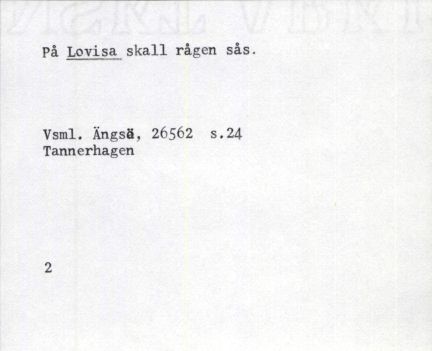 På Lovisa skall rågen sås.
Vsml. Ängsö, 26562 s.24
Tannerhagen
2